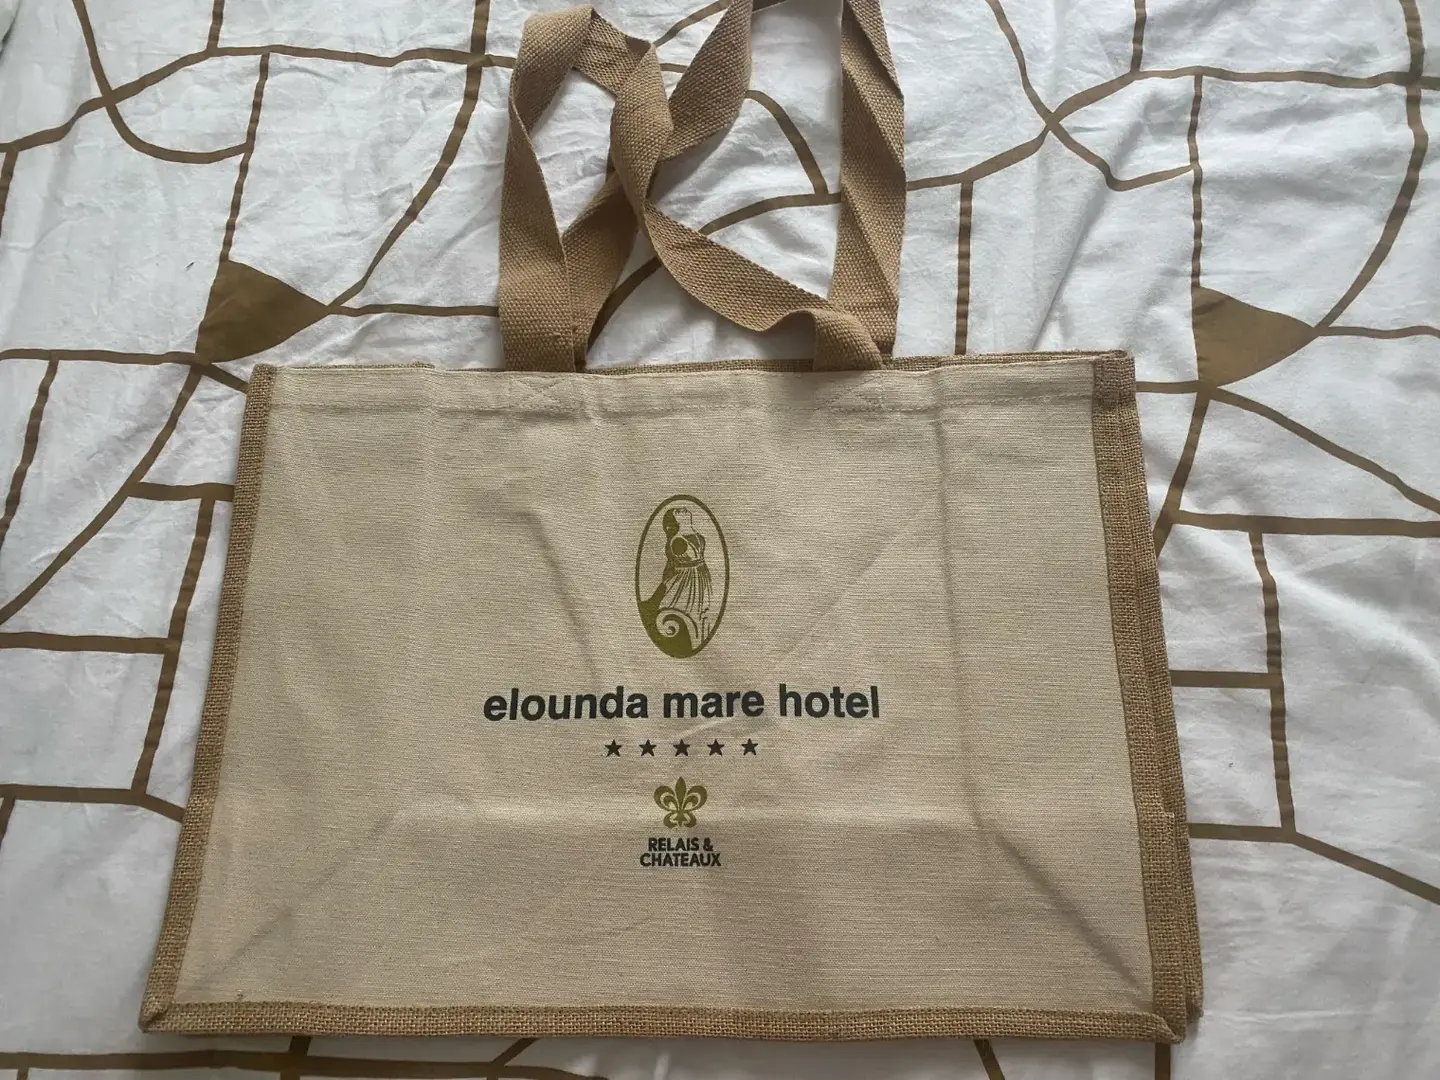 elounda mare hotel
★ ★ ★ ★ ★
RELAIS &
CHATEAUX